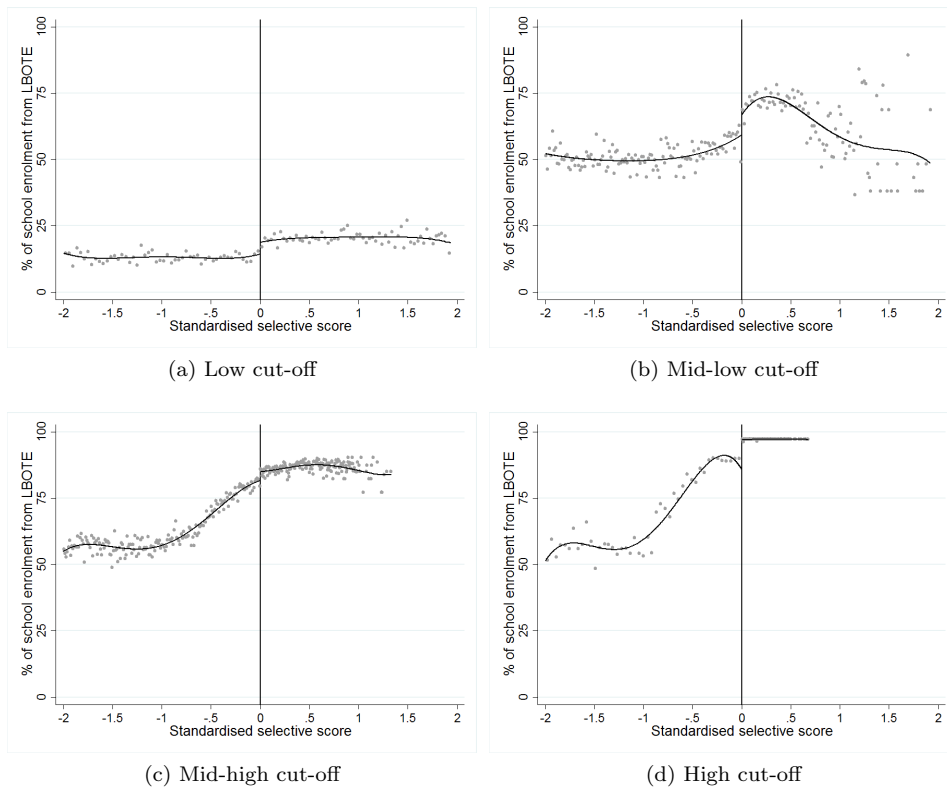 % of school enrolment from LBOTE
100
75
50
25
0
-2 -1.5 -1 -.5 0 .5 1 1.5 2
Standardised selective score
(a) Low cut-off
% of school enrolment from LBOTE
100
75
50
25
0
-2 -1.5 -1 -.5 0 .5 1 1.5 2
Standardised selective score
(b) Mid-low cut-off
% of school enrolment from LBOTE
100
75
50
25
0
-2 -1.5 -1 -.5 0 .5 1 1.5 2
Standardised selective score
(c) Mid-high cut-off
% of school enrolment from LBOTE
100
75
50
25
0
-2 -1.5 -1 -.5 0 .5 1 1.5 2
Standardised selective score
(d) High cut-off